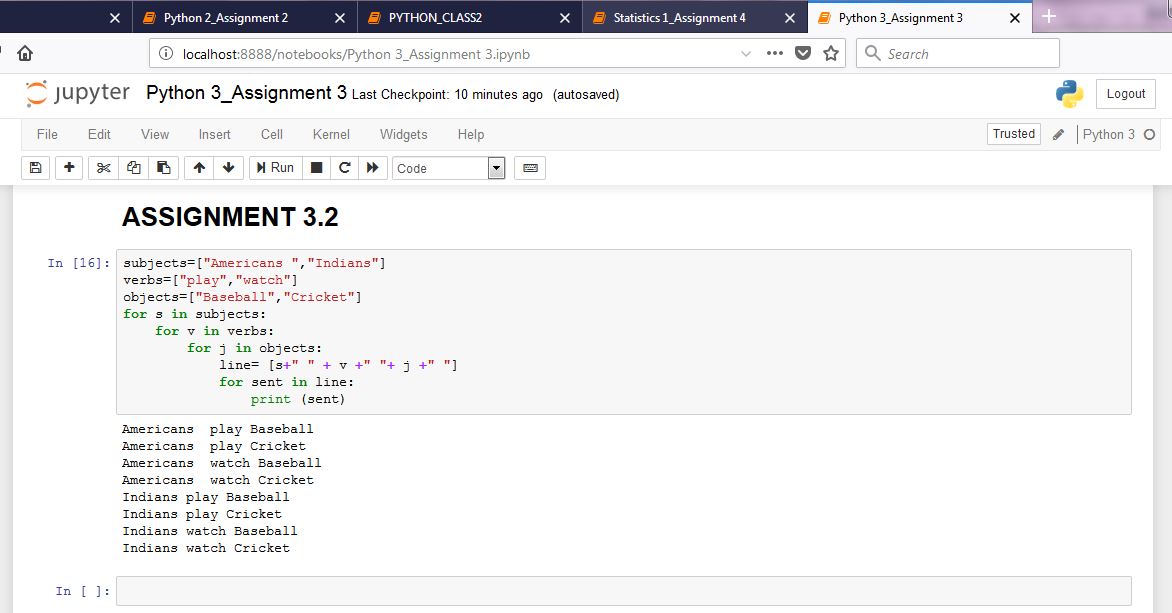 Python 2_Assignment 2 PYTHON_CLASS2 Statistics 1_Assignment 4 Python 3_Assignment 3
localhost:8888/notebooks/Python 3_Assignment 3.ipynb Search
jupyter Python 3_Assignment 3 Last Checkpoint: 10 minutes ago (autosaved) Logout
File Edit View Insert Cell Kernel Widgets Help Trusted Python 3
Run Code
ASSIGNMENT 3.2
In [16]: subjects=["Americans ","Indians"]
verbs=["play","watch"]
objects=["Baseball","Cricket"]
for s in subjects:
    for v in verbs:
        for j in objects:
            line= [s+" " + v +" "+ j +" "]
            for sent in line:
                print (sent)
Americans  play Baseball
Americans  play Cricket
Americans  watch Baseball
Americans  watch Cricket
Indians play Baseball
Indians play Cricket
Indians watch Baseball
Indians watch Cricket
In [ ]: